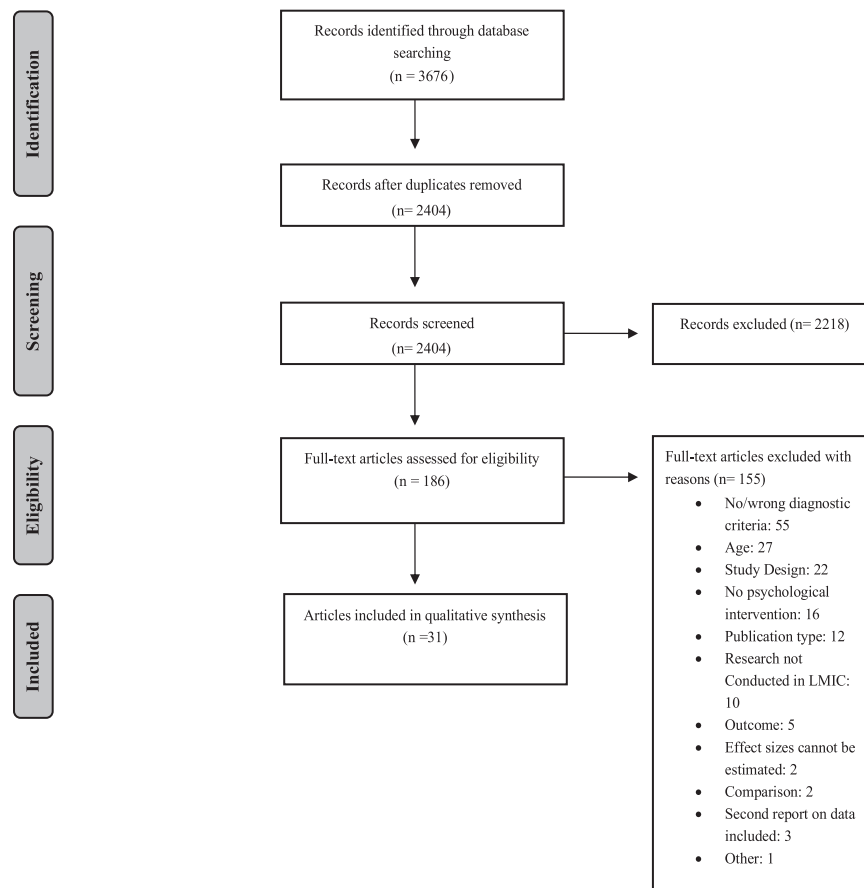 Identification
Records identified through database
searching
(n = 3676)
Records after duplicates removed
(n= 2404)
Screening
Records screened
(n= 2404)
Records excluded (n= 2218)
Eligibility
Full-text articles assessed for eligibility
(n = 186)
Full-text articles excluded with
reasons (n= 155)
• No/wrong diagnostic
criteria: 55
• Age: 27
• Study Design: 22
• No psychological
intervention: 16
• Publication type: 12
• Research not
Conducted in LMIC:
10
• Outcome: 5
• Effect sizes cannot be
estimated: 2
• Comparison: 2
• Second report on data
included: 3
• Other: 1
Included
Articles included in qualitative synthesis
(n =31)